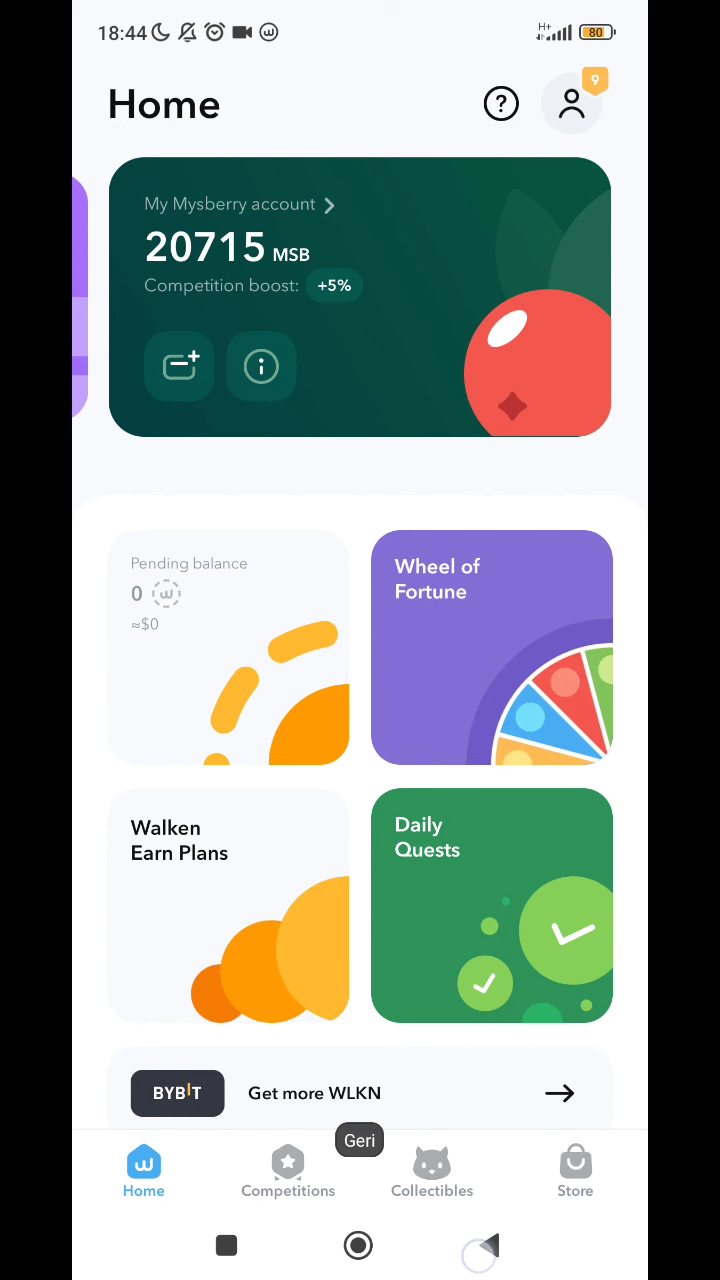 18:44
H+
80
Home
9
My Mysberry account
20715 MSB
Competition boost: +5%
Pending balance
0
≈$0
Wheel of
Fortune
Walken
Earn Plans
Daily
Quests
BYBIT
Get more WLKN
Geri
Home
Competitions
Collectibles
Store